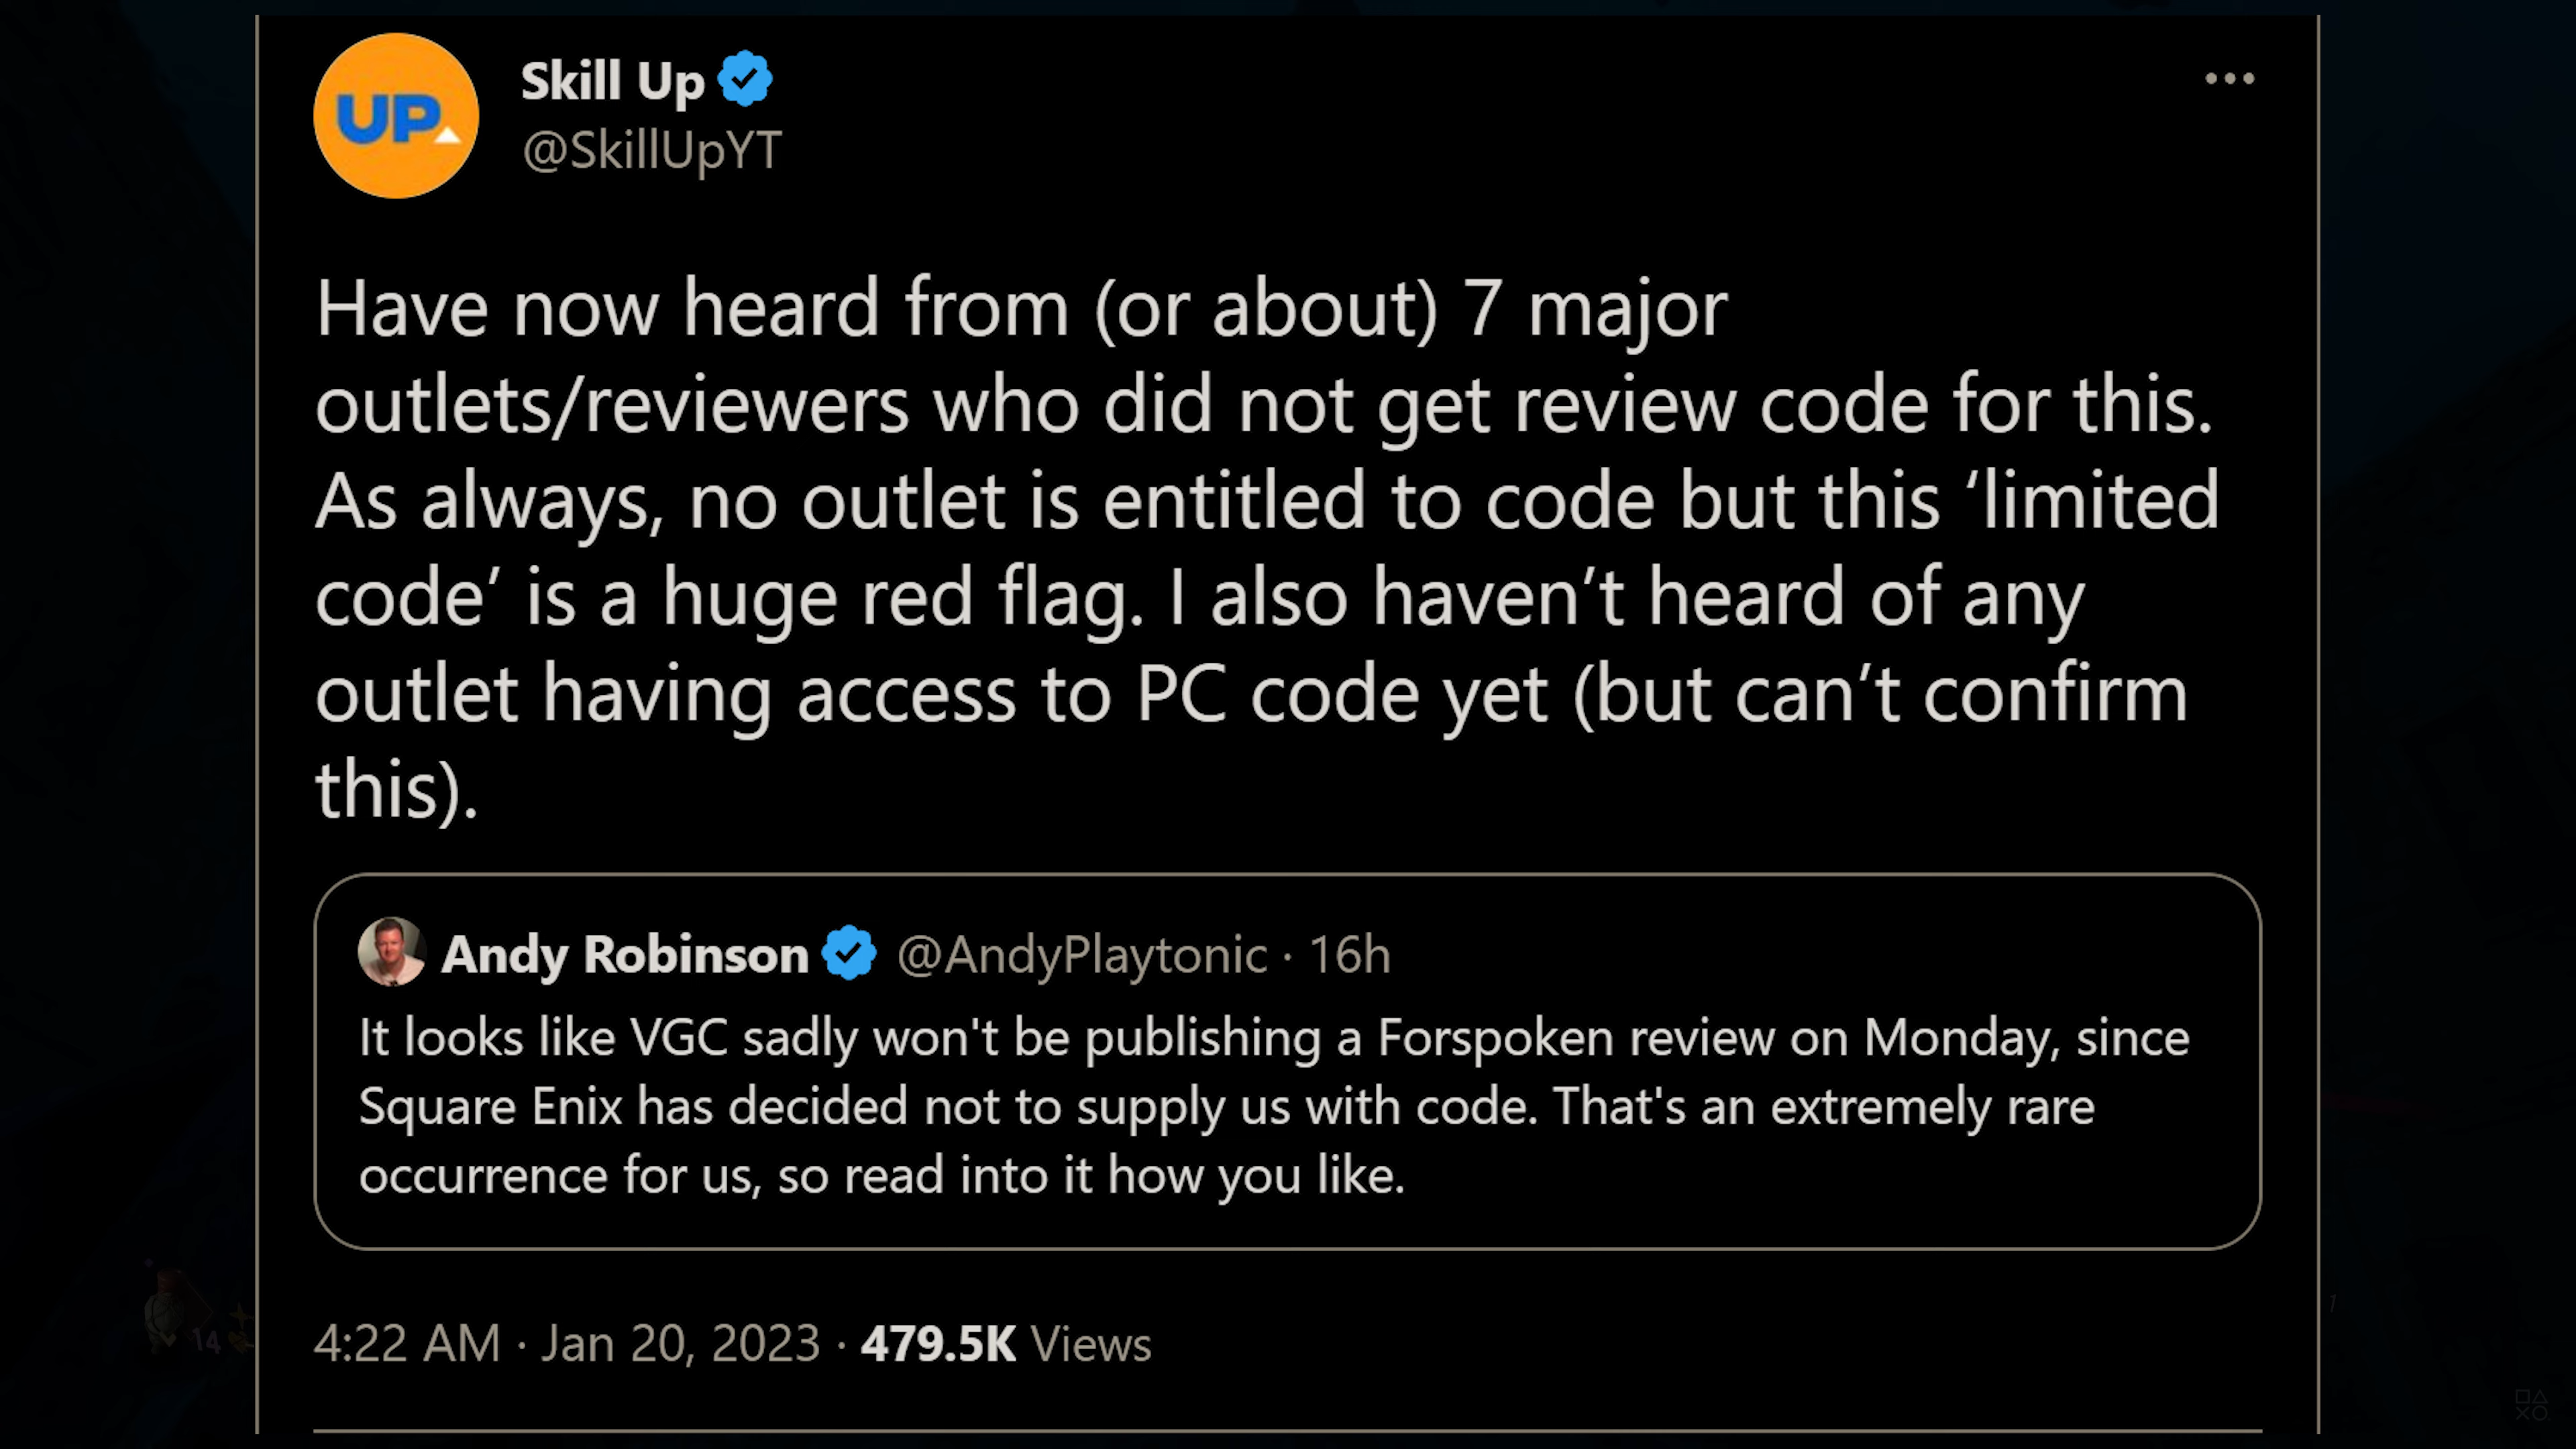 UP
Skill Up
@SkillUpYT
Have now heard from (or about) 7 major
outlets/reviewers who did not get review code for this.
As always, no outlet is entitled to code but this ‘limited
code’ is a huge red flag. I also haven’t heard of any
outlet having access to PC code yet (but can’t confirm
this).
Andy Robinson @AndyPlaytonic · 16h
It looks like VGC sadly won't be publishing a Forspoken review on Monday, since
Square Enix has decided not to supply us with code. That's an extremely rare
occurrence for us, so read into it how you like.
14
4:22 AM · Jan 20, 2023 · 479.5K Views